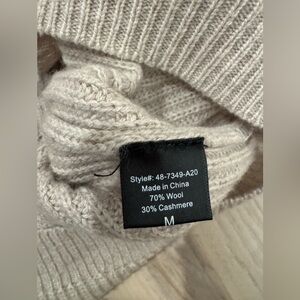 Style#: 48-7349-A20
Made in China
70% Wool
30% Cashmere
M